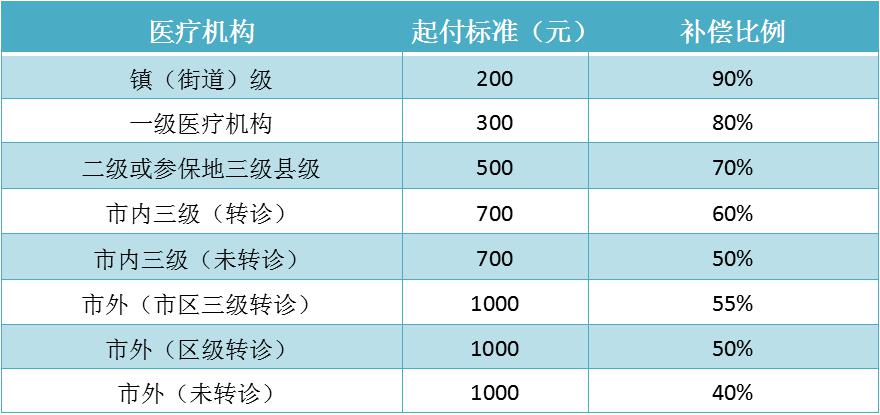 医疗机构 起付标准（元） 补偿比例
镇（街道）级 200 90%
一级医疗机构 300 80%
二级或参保地三级县级 500 70%
市内三级（转诊） 700 60%
市内三级（未转诊） 700 50%
市外（市区三级转诊） 1000 55%
市外（区级转诊） 1000 50%
市外（未转诊） 1000 40%